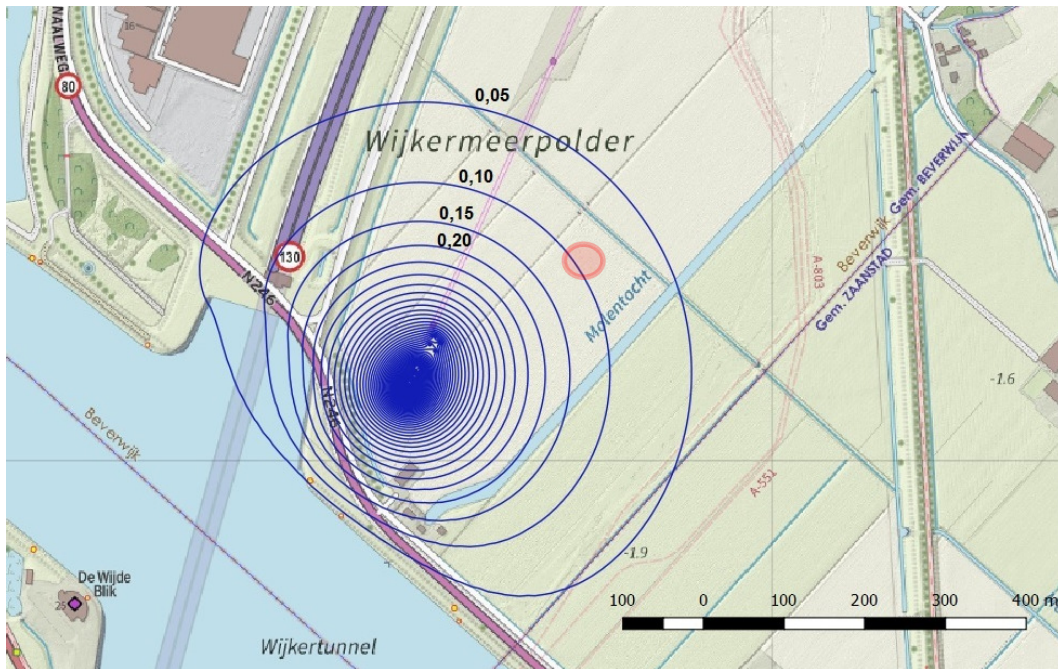 16
NAALWEG
80
0,05
Wijkermeerpolder
0,10
0,15
0,20
130
N246
Molentocht
A-803
Beverwijk Gem. BEVERWIJK
Gem. ZAANSTAD
-1.6
N246
Beverwijk
A-551
-1.9
De Wijde
Blik
100 0 100 200 300 400 m
Wijkertunnel